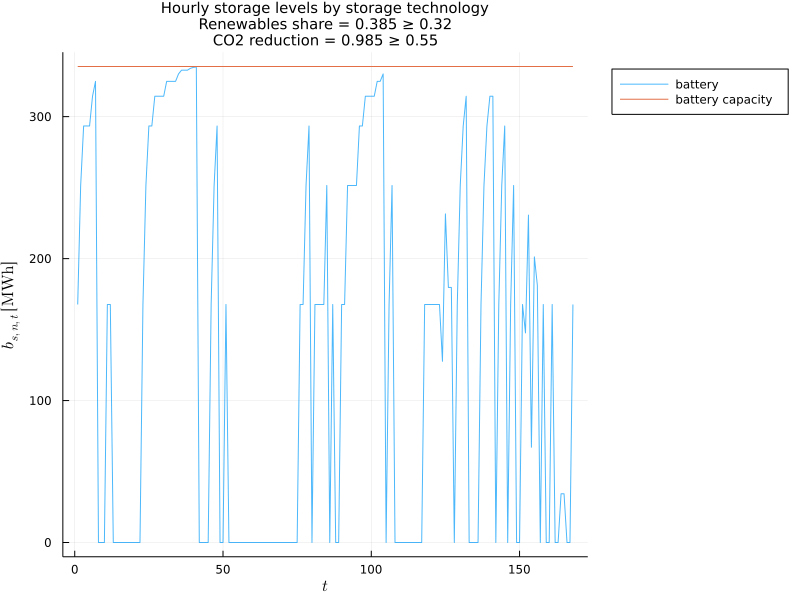 Hourly storage levels by storage technology
Renewables share = 0.385 ≥ 0.32
CO2 reduction = 0.985 ≥ 0.55
battery
battery capacity
300
200
100
0
b_{s, n, t} [MWh]
0 50 100 150
t